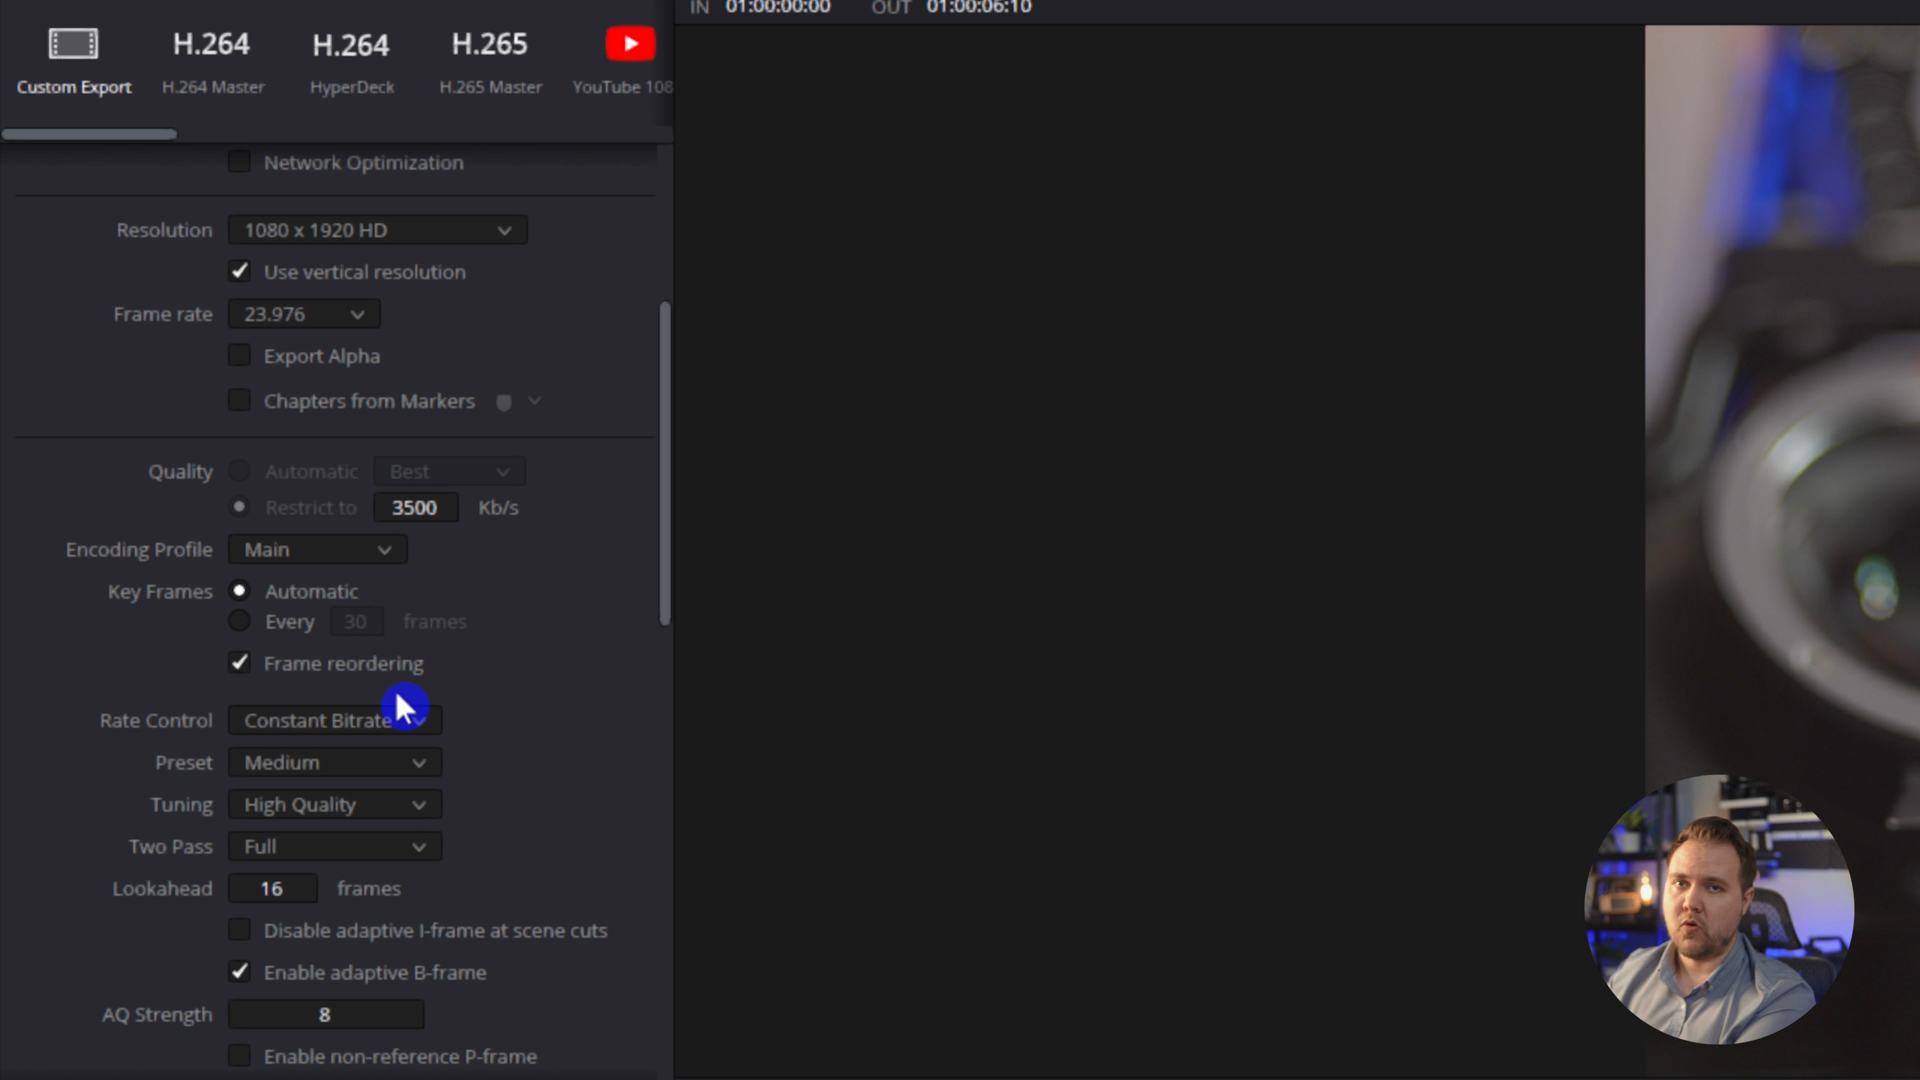 IN 01:00:00:00 OUT 01:00:06:10
H.264 H.264 H.265
Custom Export H.264 Master HyperDeck H.265 Master YouTube 108
Network Optimization
Resolution 1080 x 1920 HD
Use vertical resolution
Frame rate 23.976
Export Alpha
Chapters from Markers
Quality Automatic Best
Restrict to 3500 Kb/s
Encoding Profile Main
Key Frames Automatic
Every 30 frames
Frame reordering
Rate Control Constant Bitrate
Preset Medium
Tuning High Quality
Two Pass Full
Lookahead 16 frames
Disable adaptive I-frame at scene cuts
Enable adaptive B-frame
AQ Strength 8
Enable non-reference P-frame